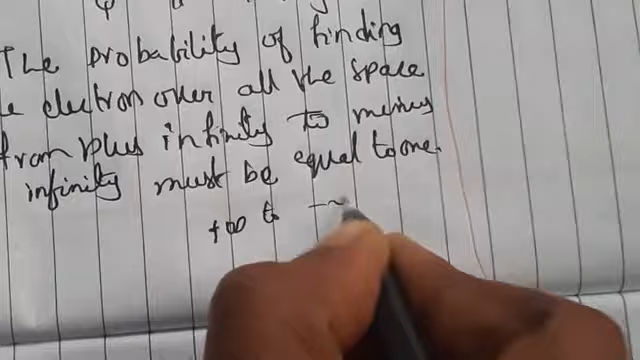 The probability of finding
e electron over all the space
from plus infinity to menus
infinity must be equal to one.
+∞ to -